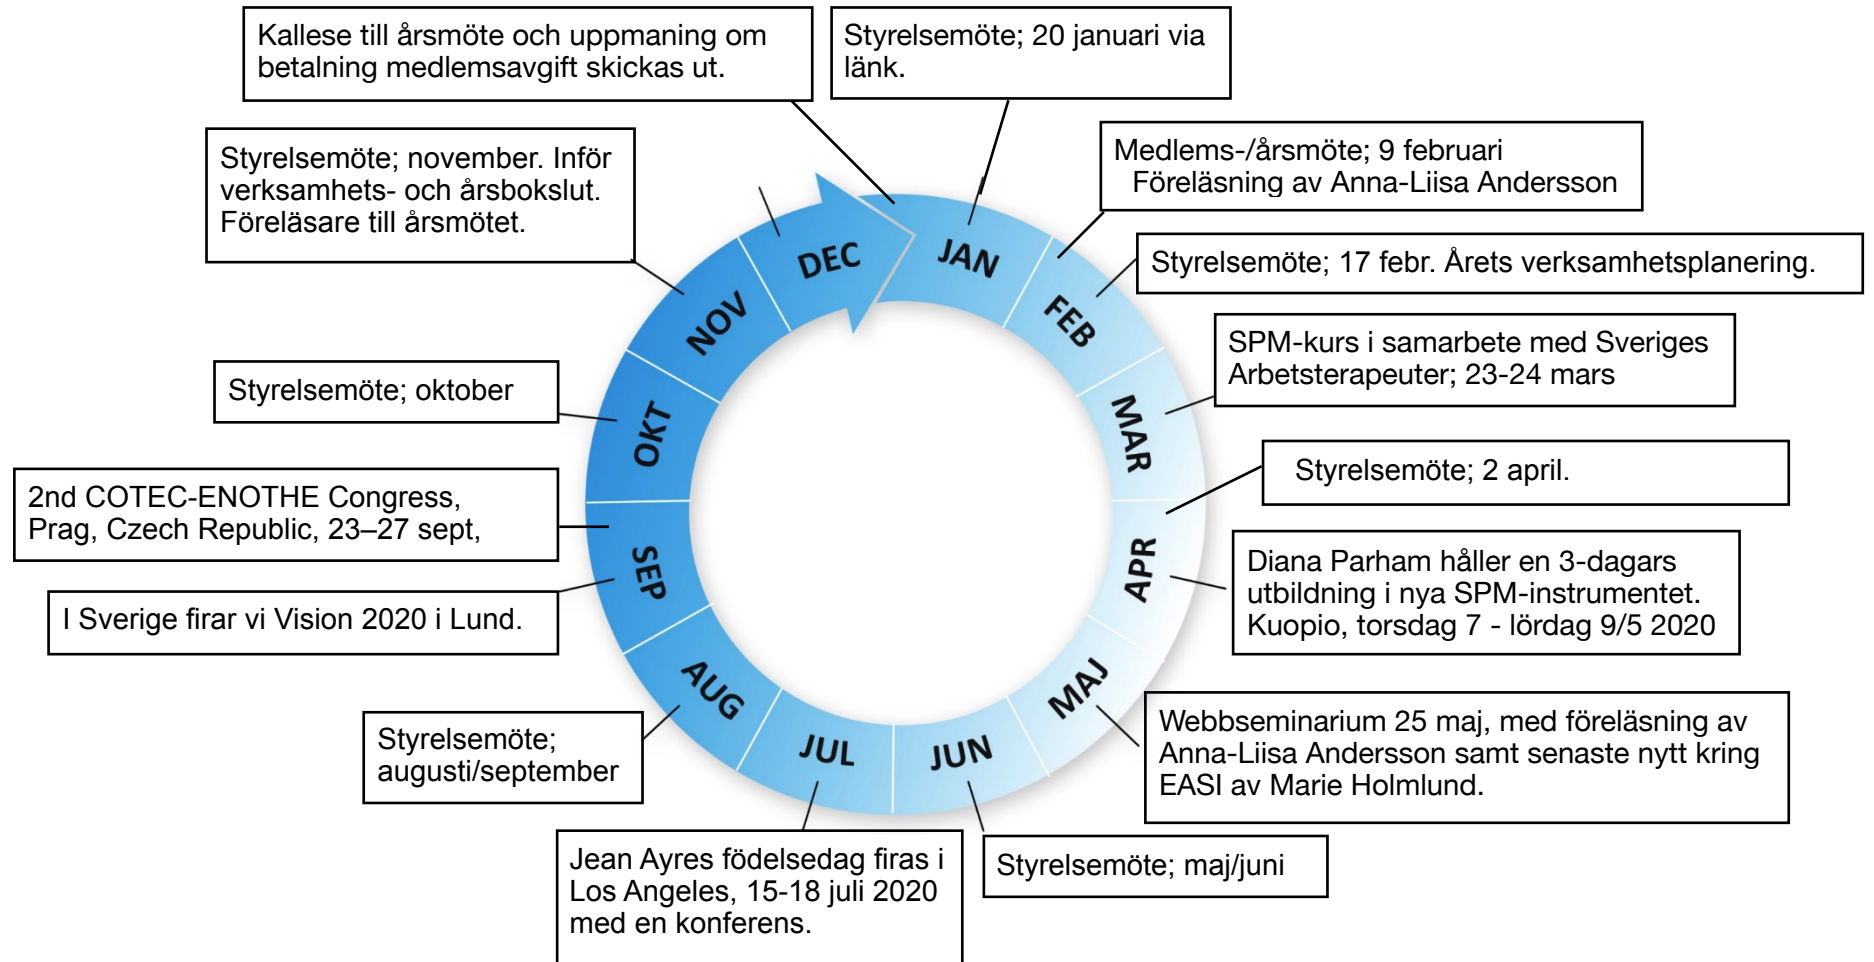 Kallese till årsmöte och uppmaning om
betalning medlemsavgift skickas ut.
Styrelsemöte; 20 januari via
länk.
Medlems-/årsmöte; 9 februari
Föreläsning av Anna-Liisa Andersson
Styrelsemöte; 17 febr. Årets verksamhetsplanering.
SPM-kurs i samarbete med Sveriges
Arbetsterapeuter; 23-24 mars
Styrelsemöte; 2 april.
Diana Parham håller en 3-dagars
utbildning i nya SPM-instrumentet.
Kuopio, torsdag 7 - lördag 9/5 2020
Webbseminarium 25 maj, med föreläsning av
Anna-Liisa Andersson samt senaste nytt kring
EASI av Marie Holmlund.
Styrelsemöte; maj/juni
Jean Ayres födelsedag firas i
Los Angeles, 15-18 juli 2020
med en konferens.
Styrelsemöte;
augusti/september
I Sverige firar vi Vision 2020 i Lund.
2nd COTEC-ENOTHE Congress,
Prag, Czech Republic, 23–27 sept,
Styrelsemöte; oktober
Styrelsemöte; november. Inför
verksamhets- och årsbokslut.
Föreläsare till årsmötet.
JAN
FEB
MAR
APR
MAJ
JUN
JUL
AUG
SEP
OKT
NOV
DEC